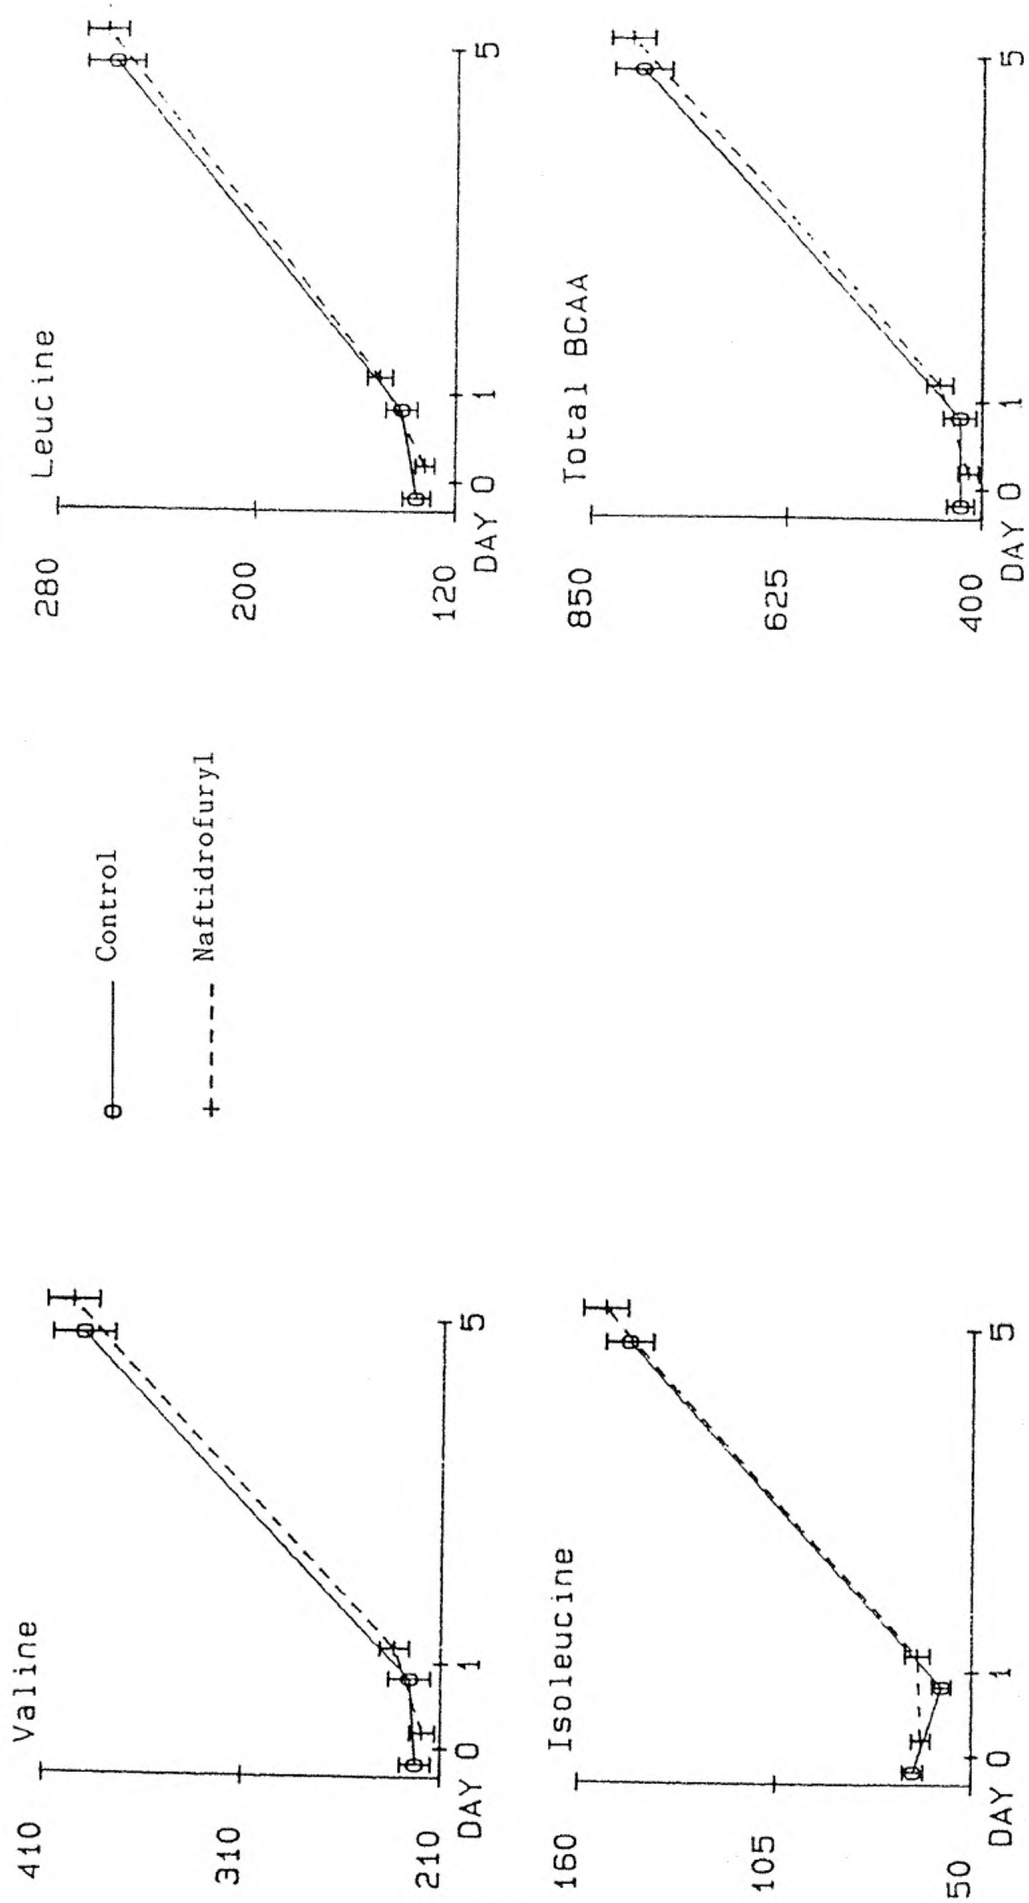 Valine
410
310
210
DAY 0 1 5
Leucine
280
200
120
DAY 0 1 5
Control
Naftidrofuryl
Isoleucine
160
105
50
DAY 0 1 5
Total BCAA
850
625
400
DAY 0 1 5